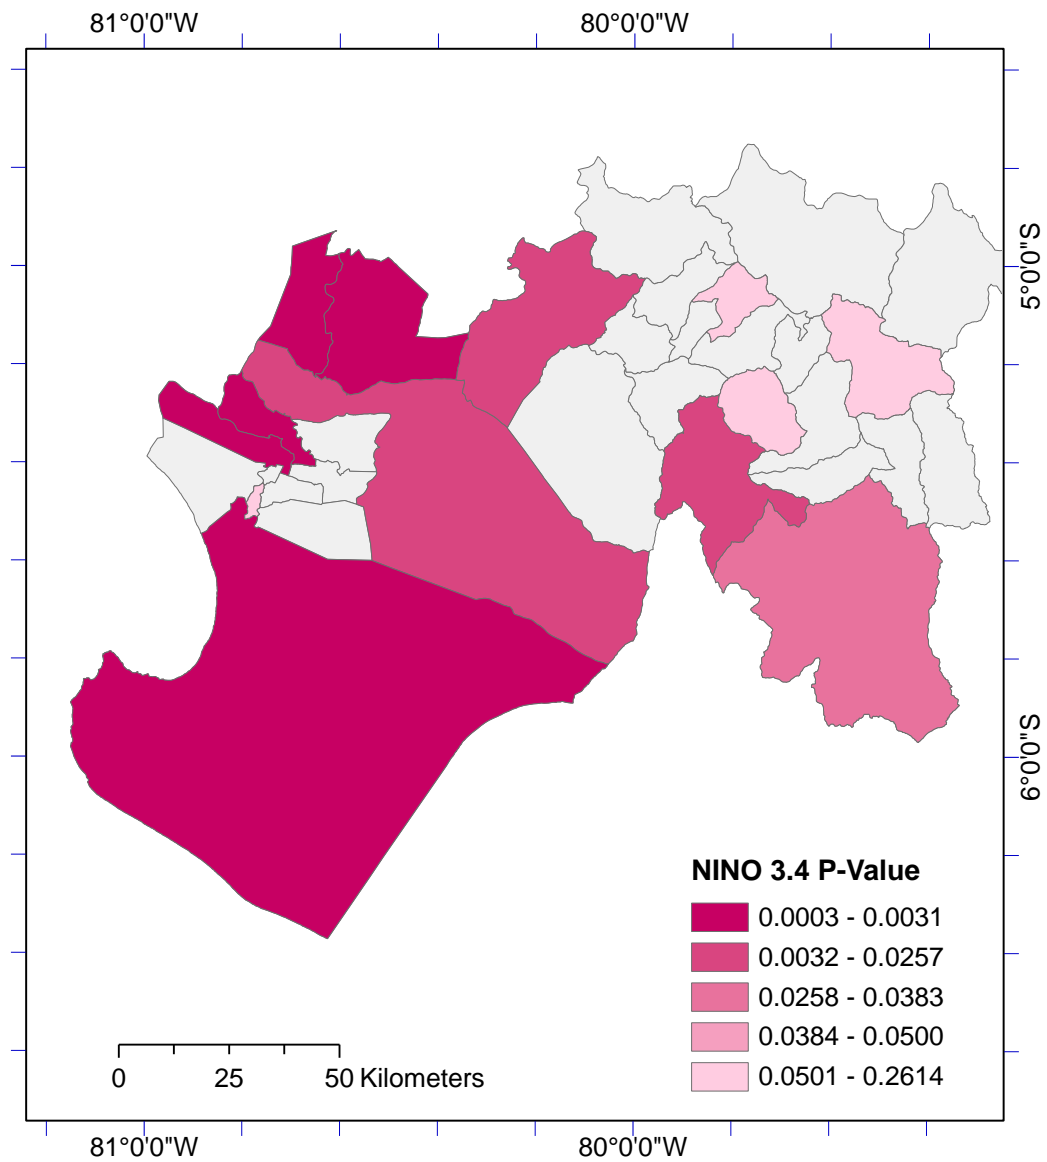 81°0'0"W 80°0'0"W
5°0'0"S
6°0'0"S
NINO 3.4 P-Value
0.0003 - 0.0031
0.0032 - 0.0257
0.0258 - 0.0383
0.0384 - 0.0500
0.0501 - 0.2614
0 25 50 Kilometers
81°0'0"W 80°0'0"W